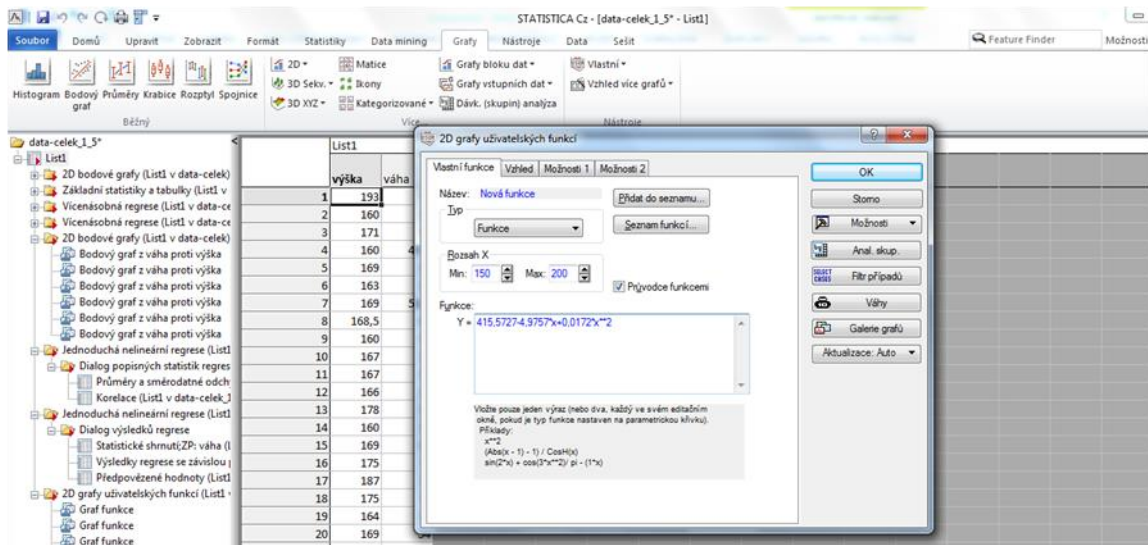 STATISTICA Cz - [data-celek_1_5* - List1]
Soubor Domů Upravit Zobrazit Formát Statistiky Data mining Grafy Nástroje Data Sešit Feature Finder Možnosti
2D Matice Grafy bloku dat Vlastní
3D Sekv. Ikony Grafy vstupních dat Vzhled více grafů
Histogram Bodový graf Průměry Krabice Rozptyl Spojnice
3D XYZ Kategorizované Dávk. (skupin) analýza
Běžný Více... Nástroje
data-celek_1_5*
List1
2D bodové grafy (List1 v data-celek)
Základní statistiky a tabulky (List1 v
Vícenásobná regrese (List1 v data-ce
Vícenásobná regrese (List1 v data-ce
2D bodové grafy (List1 v data-celek)
Bodový graf z váha proti výška
Bodový graf z váha proti výška
Bodový graf z váha proti výška
Bodový graf z váha proti výška
Bodový graf z váha proti výška
Bodový graf z váha proti výška
Jednoduchá nelineární regrese (List1
Dialog popisných statistik regres
Průměry a směrodatné odch
Korelace (List1 v data-celek_1
Jednoduchá nelineární regrese (List1
Dialog výsledků regrese
Statistické shrnutí;ZP: váha (L
Výsledky regrese se závislou
Předpovězené hodnoty (List1
2D grafy uživatelských funkcí (List1
Graf funkce
Graf funkce
Graf funkce
List1
výška váha
1 193
2 160
3 171
4 160 4
5 169
6 163
7 169 5
8 168,5
9 160
10 167
11 167
12 166
13 178
14 160
15 169
16 175
17 187
18 175
19 164
20 169 54
2D grafy uživatelských funkcí
Vlastní funkce Vzhled Možnosti 1 Možnosti 2
Název: Nová funkce
Přidat do seznamu...
Typ
Funkce
Seznam funkcí...
Rozsah X
Min: 150 Max: 200
Průvodce funkcemi
Funkce:
Y = 415,5727-4,9757*x+0,0172*x**2
Vložte pouze jeden výraz (nebo dva, každý ve svém editačním
okně, pokud je typ funkce nastaven na parametrickou křivku).
Příklady:
x**2
(Abs(x - 1) - 1) / CosH(x)
sin(2*x) + cos(3*x**2)/ pi - (1*x)
OK
Storno
Možnosti
Anal. skup.
SELECT CASES Filtr případů
Váhy
Galerie grafů
Aktualizace: Auto